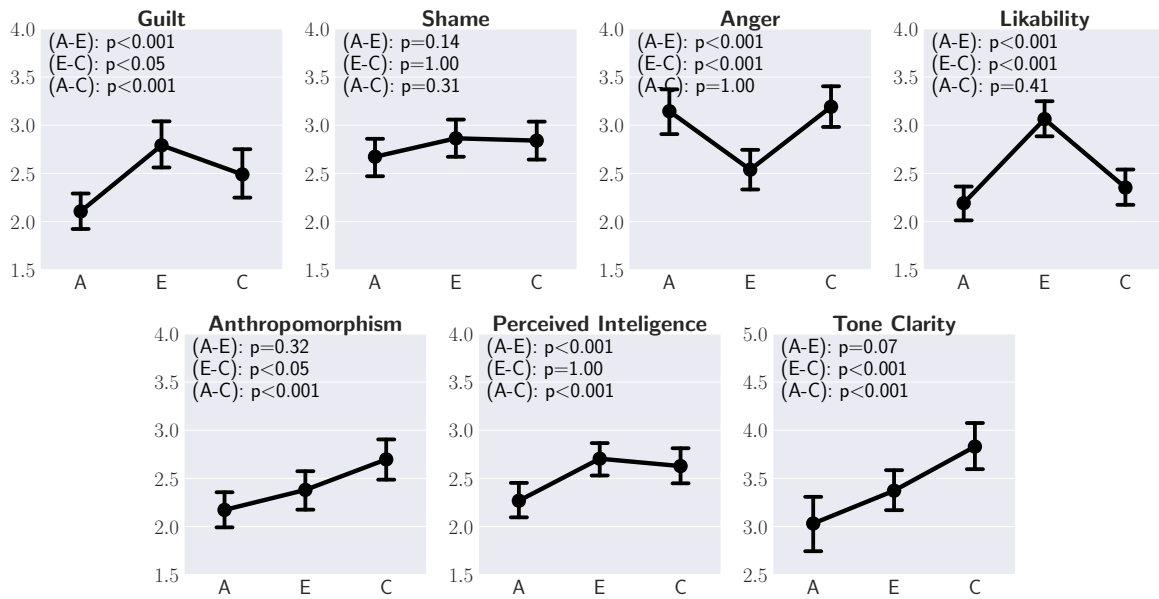 Guilt
4.0
(A-E): p<0.001
(E-C): p<0.05
3.5
(A-C): p<0.001
3.0
2.5
2.0
1.5
A E C
Shame
4.0
(A-E): p=0.14
(E-C): p=1.00
3.5
(A-C): p=0.31
3.0
2.5
2.0
1.5
A E C
Anger
4.0
(A-E): p<0.001
(E-C): p<0.001
3.5
(A-C): p=1.00
3.0
2.5
2.0
1.5
A E C
Likability
4.0
(A-E): p<0.001
(E-C): p<0.001
3.5
(A-C): p=0.41
3.0
2.5
2.0
1.5
A E C
Anthropomorphism
4.0
(A-E): p=0.32
(E-C): p<0.05
3.5
(A-C): p<0.001
3.0
2.5
2.0
1.5
A E C
Perceived Inteligence
4.0
(A-E): p<0.001
(E-C): p=1.00
3.5
(A-C): p<0.001
3.0
2.5
2.0
1.5
A E C
Tone Clarity
5.0
(A-E): p=0.07
(E-C): p<0.001
4.5
(A-C): p<0.001
4.0
3.5
3.0
2.5
A E C